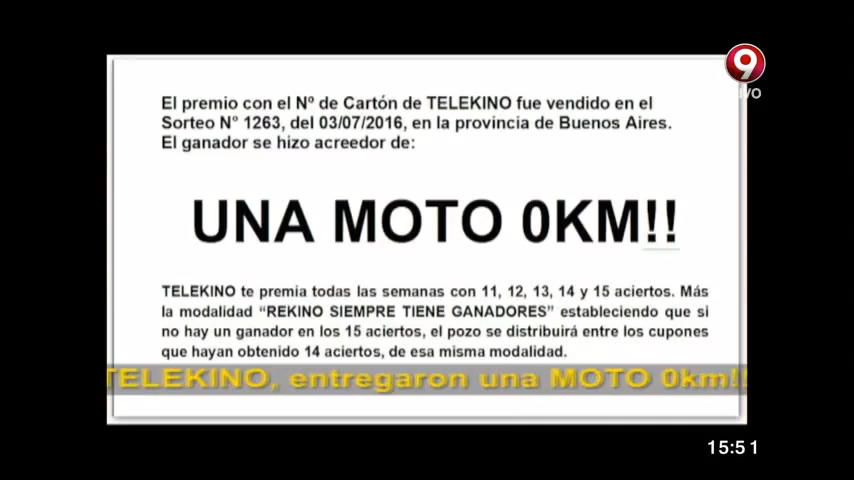 9
El premio con el Nº de Cartón de TELEKINO fue vendido en el
Sorteo N° 1263, del 03/07/2016, en la provincia de Buenos Aires.
El ganador se hizo acreedor de:
UNA MOTO 0KM!!
TELEKINO te premia todas las semanas con 11, 12, 13, 14 y 15 aciertos. Más
la modalidad “REKINO SIEMPRE TIENE GANADORES” estableciendo que si
no hay un ganador en los 15 aciertos, el pozo se distribuirá entre los cupones
que hayan obtenido 14 aciertos, de esa misma modalidad.
TELEKINO, entregaron una MOTO 0km!!
15:51